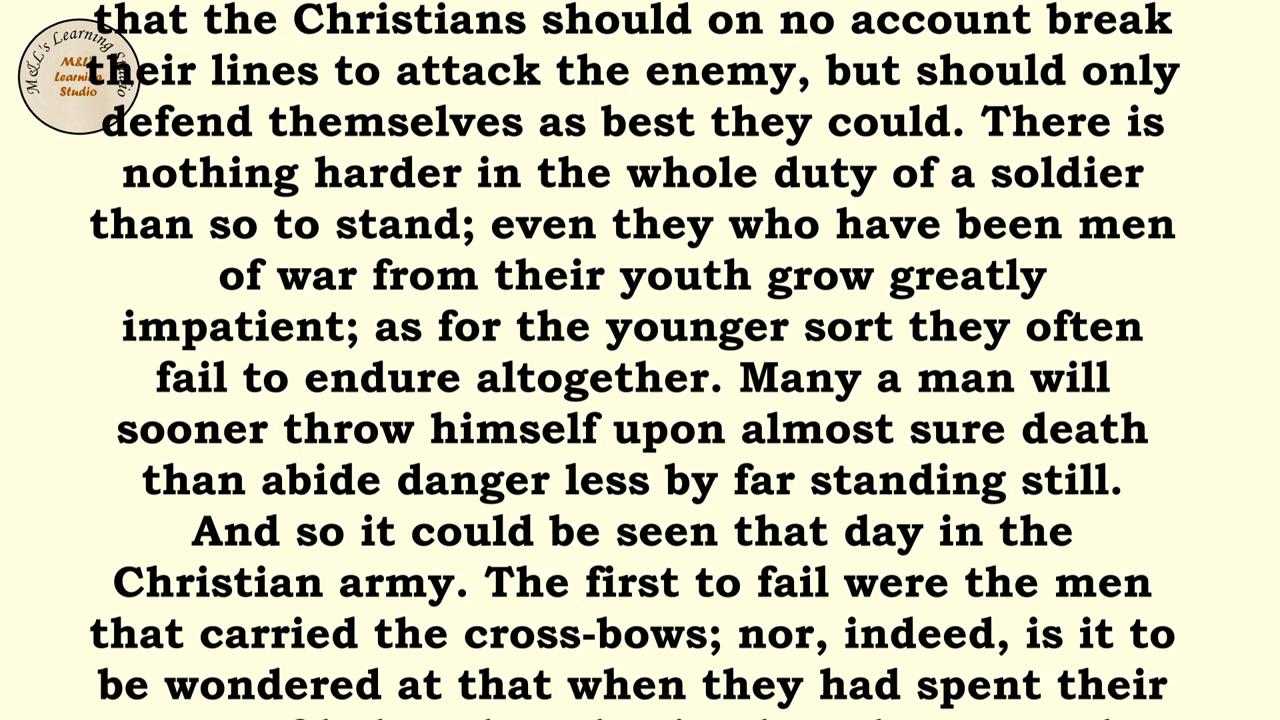 that the Christians should on no account break
their lines to attack the enemy, but should only
defend themselves as best they could. There is
nothing harder in the whole duty of a soldier
than so to stand; even they who have been men
of war from their youth grow greatly
impatient; as for the younger sort they often
fail to endure altogether. Many a man will
sooner throw himself upon almost sure death
than abide danger less by far standing still.
And so it could be seen that day in the
Christian army. The first to fail were the men
that carried the cross-bows; nor, indeed, is it to
be wondered at that when they had spent their
M&L's Learning Studio
M&L's
Learning
Studio